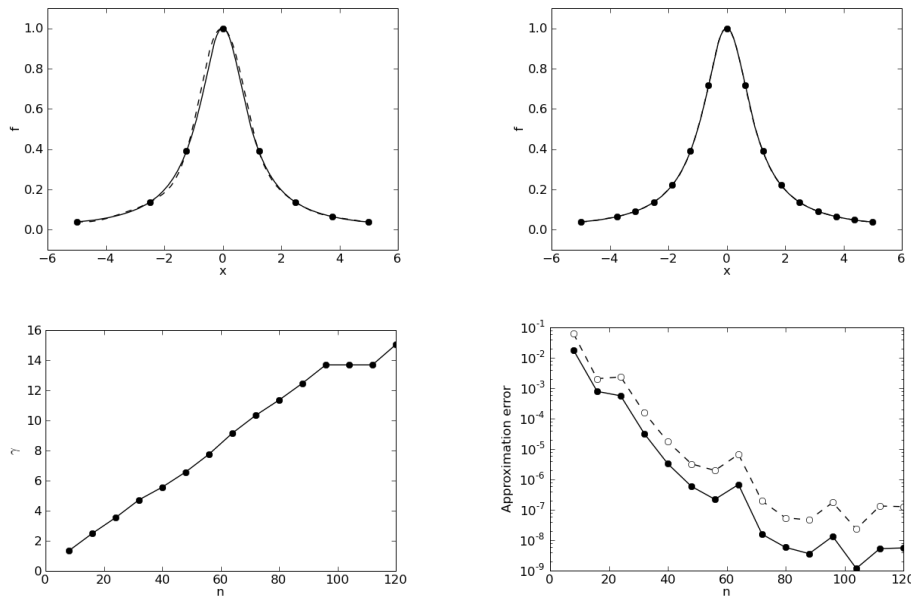 1.0
0.8
0.6
0.4
0.2
0.0
f
−6 −4 −2 0 2 4 6
x
1.0
0.8
0.6
0.4
0.2
0.0
f
−6 −4 −2 0 2 4 6
x
16
14
12
10
8
6
4
2
0
γ
0 20 40 60 80 100 120
n
10⁻¹
10⁻²
10⁻³
10⁻⁴
10⁻⁵
10⁻⁶
10⁻⁷
10⁻⁸
10⁻⁹
Approximation error
0 20 40 60 80 100 120
n